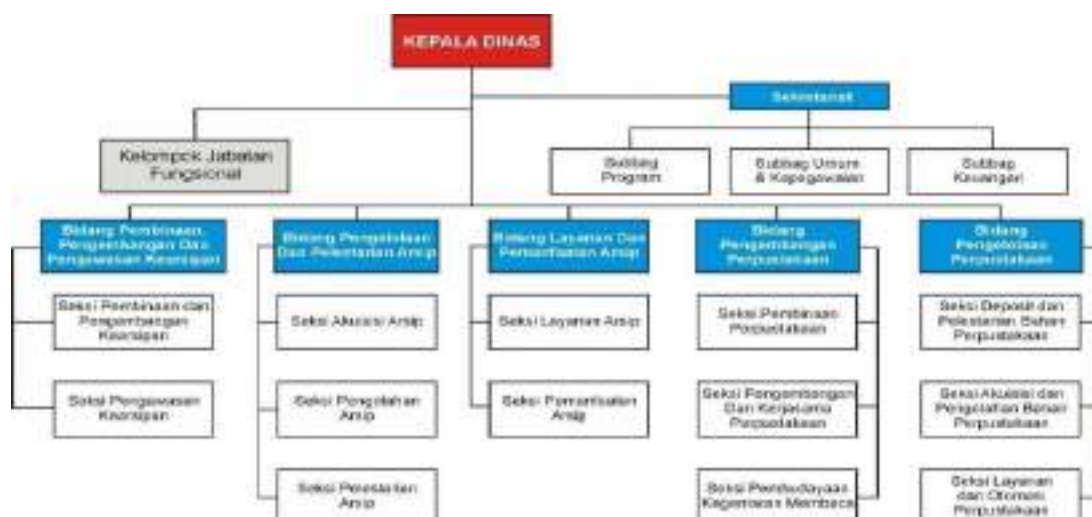 KEPALA DINAS
Sekretariat
Kelompok Jabatan
Fungsional
Subbag
Program
Subbag Umum
& Kepegawaian
Subbag
Keuangan
Bidang Pembinaan
Pengembangan Dan
Pengawasan Kearsipan
Bidang Pengelolaan
Dan Pelestarian Arsip
Bidang Layanan Dan
Pemanfaatan Arsip
Bidang
Pengembangan
Perpustakaan
Bidang
Pengelolaan
Perpustakaan
Seksi Pembinaan dan
Pengembangan
Kearsipan
Seksi Akuisisi Arsip
Seksi Layanan Arsip
Seksi Pembinaan
Perpustakaan
Seksi Deposit dan
Pelestarian Bahan
Perpustakaan
Seksi Pengawasan
Kearsipan
Seksi Pengolahan
Arsip
Seksi Pemanfaatan
Arsip
Seksi Pengembangan
Dan Kerjasama
Perpustakaan
Seksi Akuisisi dan
Pengolahan Bahan
Perpustakaan
Seksi Pelestarian
Arsip
Seksi Pembudayaan
Kegemaran Membaca
Seksi Layanan
dan Otomasi
Perpustakaan